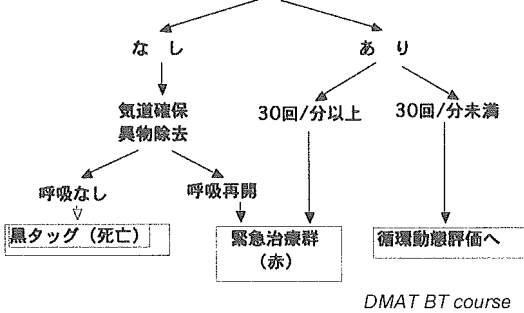 なし
あり
気道確保
異物除去
30回/分以上
30回/分未満
呼吸なし
呼吸再開
黒タッグ（死亡）
緊急治療群
（赤）
循環動態評価へ
DMAT BT course